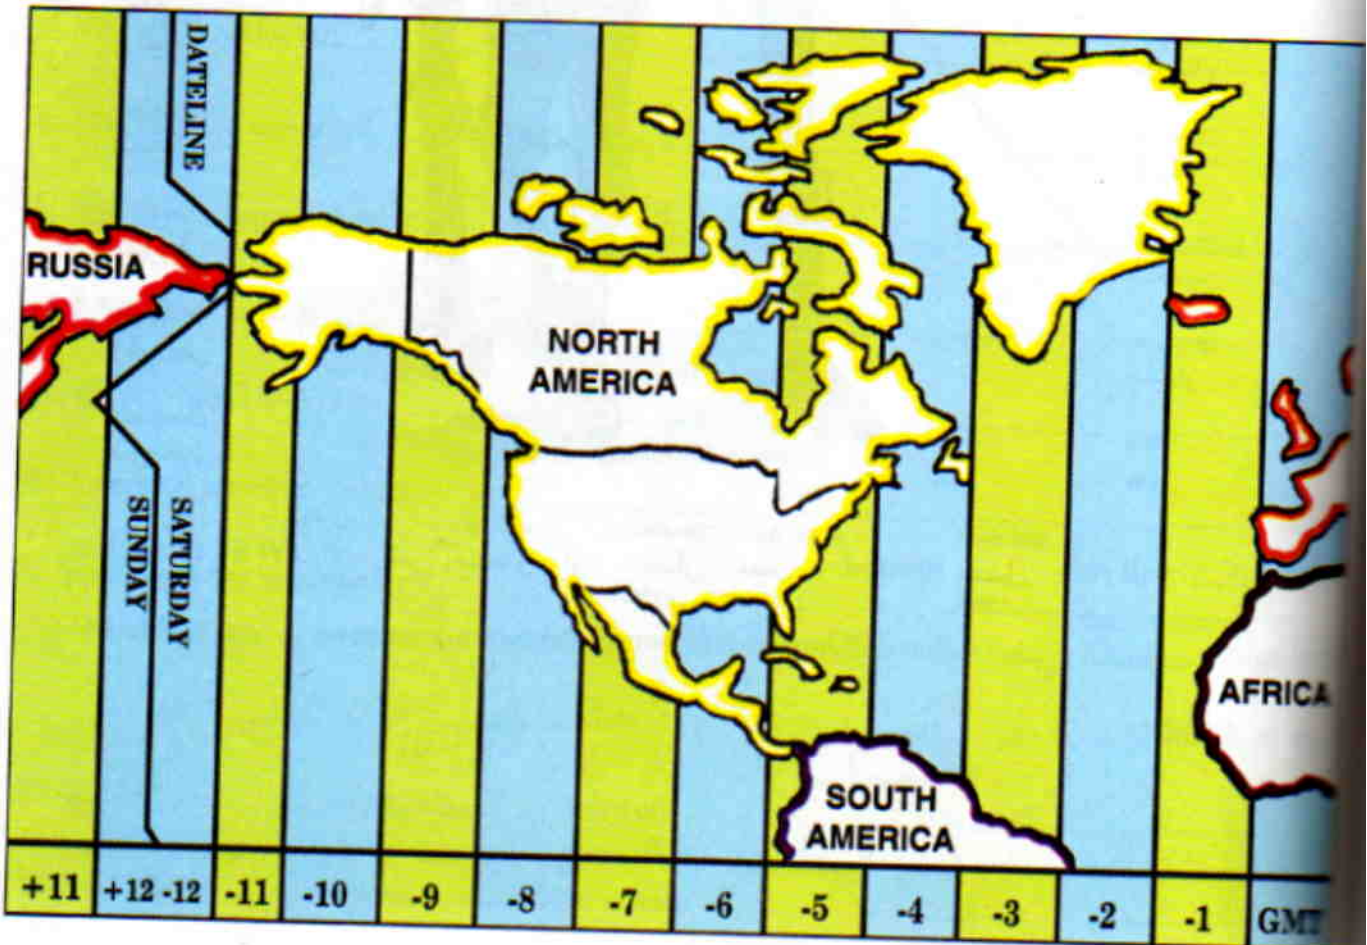 DATELINE
RUSSIA
NORTH
AMERICA
SATURDAY
SUNDAY
AFRICA
SOUTH
AMERICA
+11 +12 -12 -11 -10 -9 -8 -7 -6 -5 -4 -3 -2 -1 GMT